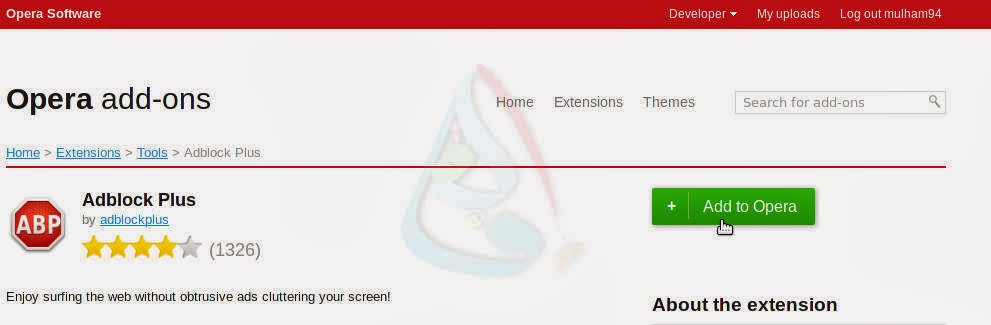 Opera Software Developer My uploads Log out mulham94
Opera add-ons Home Extensions Themes Search for add-ons
Home > Extensions > Tools > Adblock Plus
Adblock Plus
by adblockplus
(1326)
ABP
+ Add to Opera
Enjoy surfing the web without obtrusive ads cluttering your screen!
About the extension